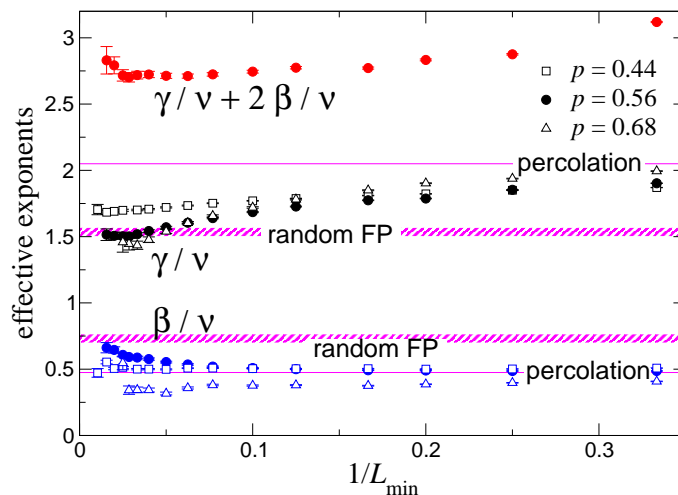 3
2.5
2
1.5
1
0.5
0
effective exponents
0
0.1
0.2
0.3
1/L_min
γ / ν + 2 β / ν
p = 0.44
p = 0.56
p = 0.68
percolation
random FP
γ / ν
β / ν
random FP
percolation